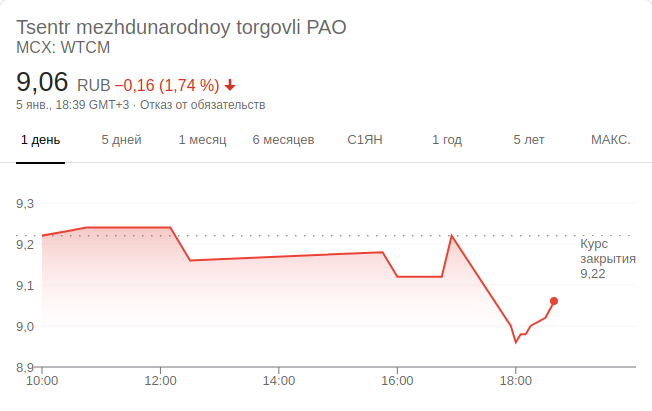 Tsentr mezhdunarodnoy torgovli PAO
MCX: WTCM
9,06 RUB −0,16 (1,74 %)
5 янв., 18:39 GMT+3 · Отказ от обязательств
1 день 5 дней 1 месяц 6 месяцев С1ЯН 1 год 5 лет МАКС.
9,3
9,2
9,1
9,0
8,9
Курс
закрытия
9,22
10:00 12:00 14:00 16:00 18:00